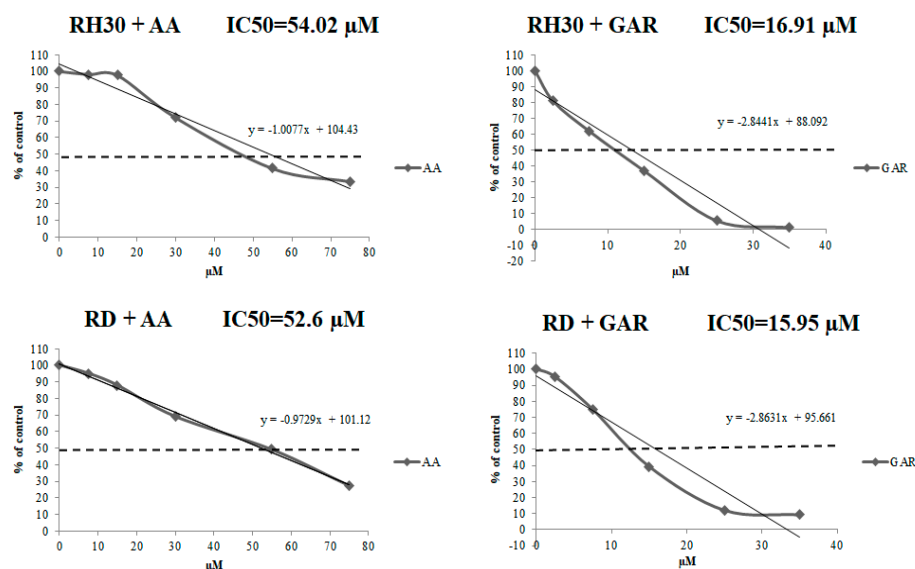 RH30 + AA IC50=54.02 µM
110
100
90
80
70
60
50
40
30
20
10
0
% of control
y = -1.0077x + 104.43
AA
0 10 20 30 40 50 60 70 80
µM
RH30 + GAR IC50=16.91 µM
110
100
90
80
70
60
50
40
30
20
10
0
-10
-20
% of control
y = -2.8441x + 88.092
GAR
0 10 20 30 40
µM
RD + AA IC50=52.6 µM
110
100
90
80
70
60
50
40
30
20
10
0
% of control
y = -0.9729x + 101.12
AA
0 10 20 30 40 50 60 70 80
µM
RD + GAR IC50=15.95 µM
110
100
90
80
70
60
50
40
30
20
10
0
-10
% of control
y = -2.8631x + 95.661
GAR
0 10 20 30 40
µM